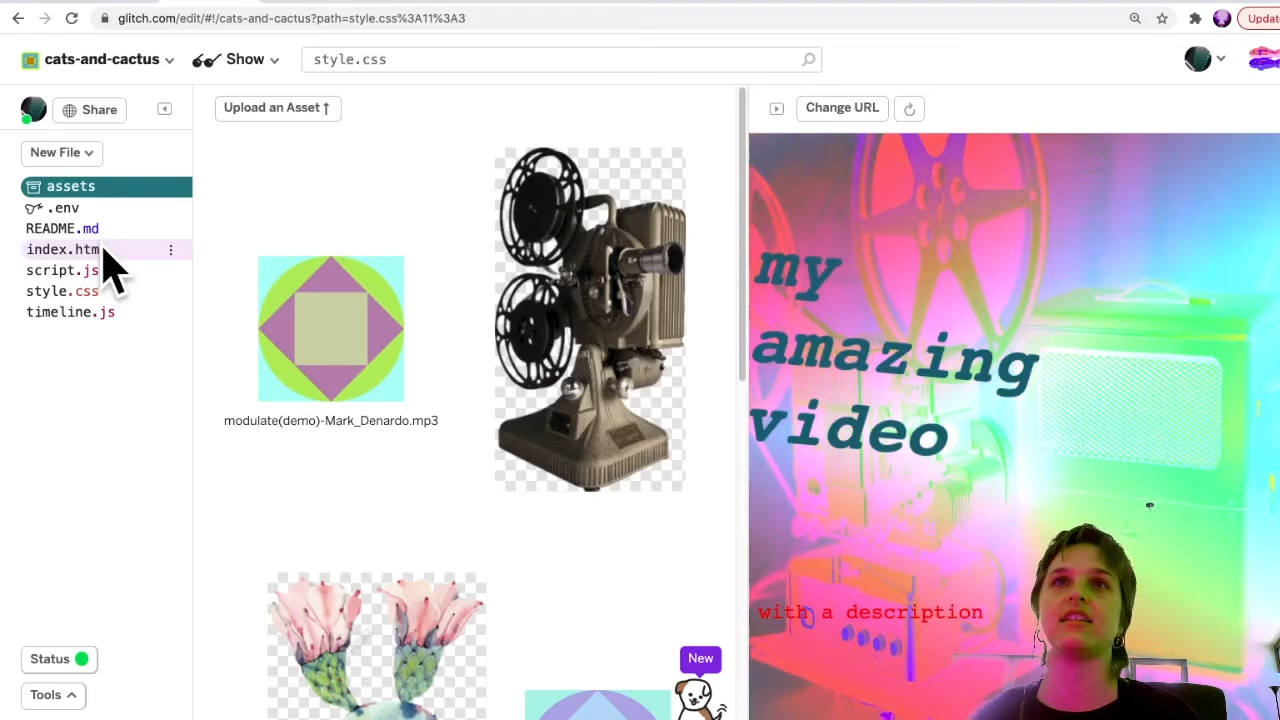 glitch.com/edit/#!/cats-and-cactus?path=style.css%3A11%3A3
Updat
cats-and-cactus
Show
style.css
Share
Upload an Asset
Change URL
New File
assets
.env
README.md
index.htm
script.js
style.css
timeline.js
modulate(demo)-Mark_Denardo.mp3
my
amazing
video
with a description
Status
Tools
New